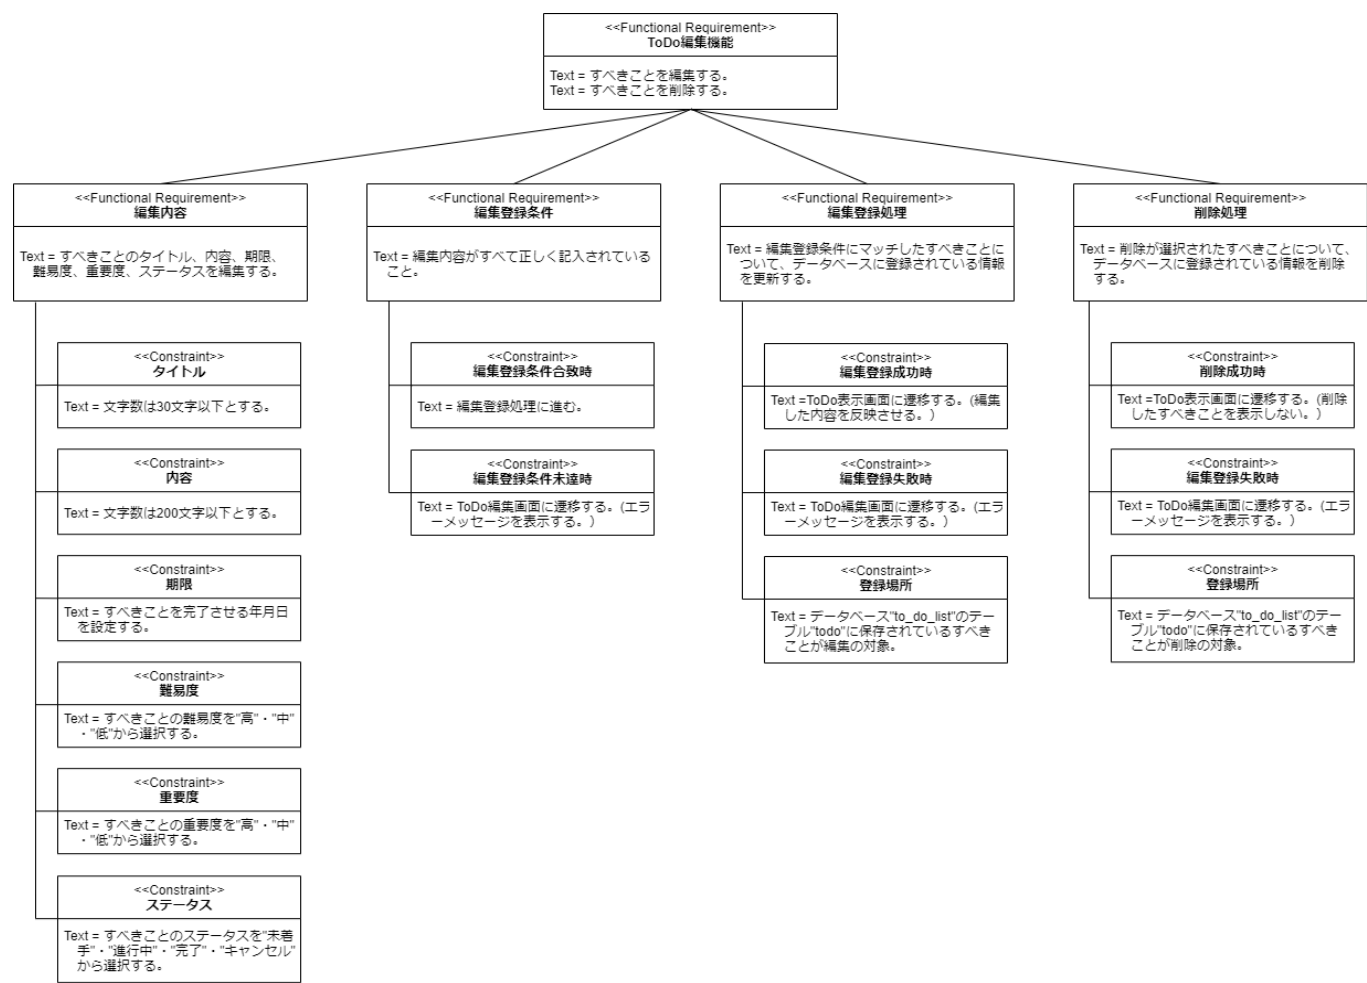 <<Functional Requirement>>
ToDo編集機能
Text = すべきことを編集する。
Text = すべきことを削除する。
<<Functional Requirement>>
編集内容
Text = すべきことのタイトル、内容、期限、
難易度、重要度、ステータスを編集する。
<<Constraint>>
タイトル
Text = 文字数は30文字以下とする。
<<Constraint>>
内容
Text = 文字数は200文字以下とする。
<<Constraint>>
期限
Text = すべきことを完了させる年月日
を設定する。
<<Constraint>>
難易度
Text = すべきことの難易度を"高"・"中"
・"低"から選択する。
<<Constraint>>
重要度
Text = すべきことの重要度を"高"・"中"
・"低"から選択する。
<<Constraint>>
ステータス
Text = すべきことのステータスを"未着
手"・"進行中"・"完了"・"キャンセル"
から選択する。
<<Functional Requirement>>
編集登録条件
Text = 編集内容がすべて正しく記入されている
こと。
<<Constraint>>
編集登録条件合致時
Text = 編集登録処理に進む。
<<Constraint>>
編集登録条件未達時
Text = ToDo編集画面に遷移する。(エラ
ーメッセージを表示する。)
<<Functional Requirement>>
編集登録処理
Text = 編集登録条件にマッチしたすべきことに
ついて、データベースに登録されている情報
を更新する。
<<Constraint>>
編集登録成功時
Text =ToDo表示画面に遷移する。(編集
した内容を反映させる。)
<<Constraint>>
編集登録失敗時
Text = ToDo編集画面に遷移する。(エラ
ーメッセージを表示する。)
<<Constraint>>
登録場所
Text = データベース"to_do_list"のテー
ブル"todo"に保存されているすべき
ことが編集の対象。
<<Functional Requirement>>
削除処理
Text = 削除が選択されたすべきことについて、
データベースに登録されている情報を削除
する。
<<Constraint>>
削除成功時
Text =ToDo表示画面に遷移する。(削除
したすべきことを表示しない。)
<<Constraint>>
編集登録失敗時
Text = ToDo編集画面に遷移する。(エラ
ーメッセージを表示する。)
<<Constraint>>
登録場所
Text = データベース"to_do_list"のテー
ブル"todo"に保存されているすべき
ことが削除の対象。